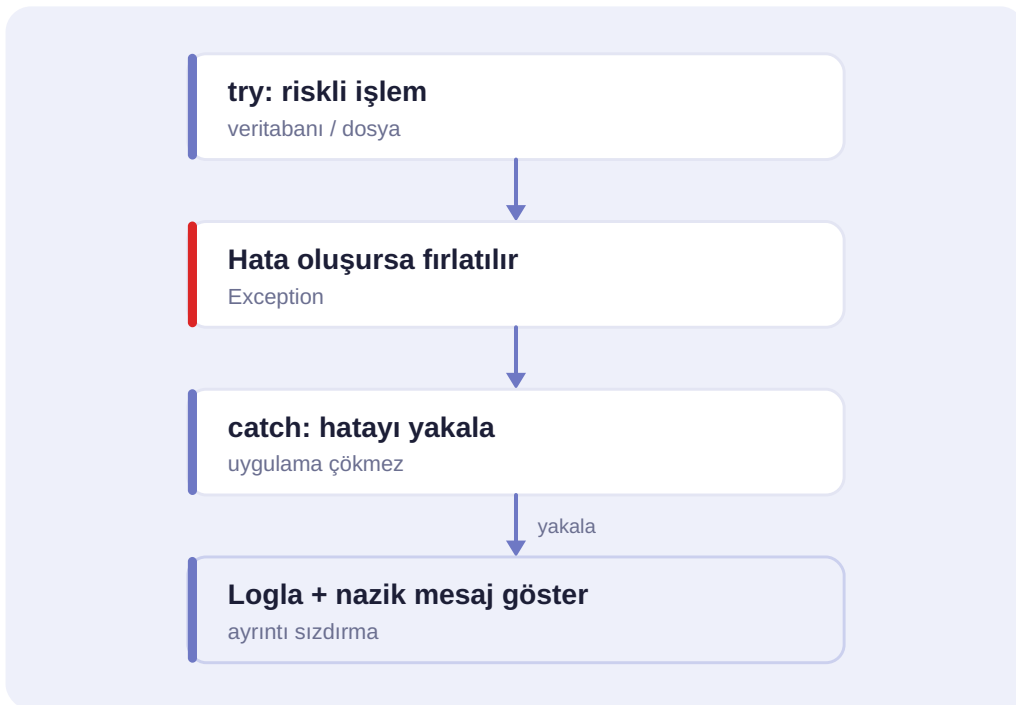 try: riskli işlem
veritabanı / dosya
Hata oluşursa fırlatılır
Exception
catch: hatayı yakala
uygulama çökmez
yakala
Logla + nazik mesaj göster
ayrıntı sızdırma